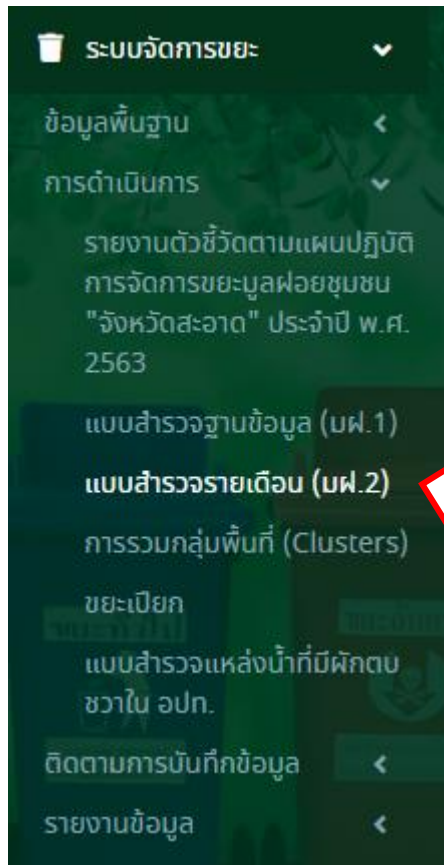 ระบบจัดการขยะ
ข้อมูลพื้นฐาน
การดำเนินการ
รายงานตัวชี้วัดตามแผนปฏิบัติ
การจัดการขยะมูลฝอยชุมชน
"จังหวัดสะอาด" ประจำปี พ.ศ.
2563
แบบสำรวจฐานข้อมูล (มฝ.1)
แบบสำรวจรายเดือน (มฝ.2)
การรวมกลุ่มพื้นที่ (Clusters)
ขยะเปียก
แบบสำรวจแหล่งน้ำที่มีผักตบ
ชวาใน อปท.
ติดตามการบันทึกข้อมูล
รายงานข้อมูล